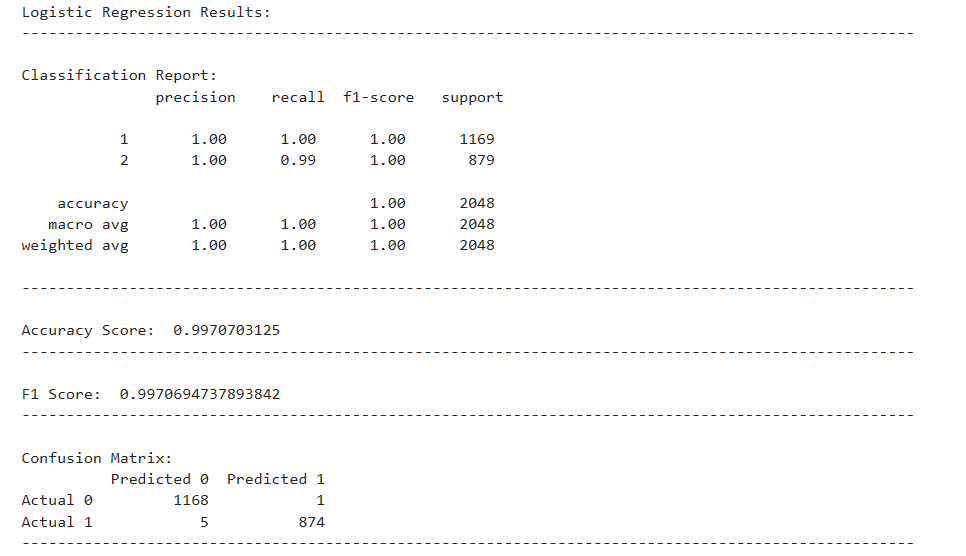 Logistic Regression Results:
----------------------------------------------------------------------------------------------------
Classification Report:
precision recall f1-score support
1 1.00 1.00 1.00 1169
2 1.00 0.99 1.00 879
accuracy 1.00 2048
macro avg 1.00 1.00 1.00 2048
weighted avg 1.00 1.00 1.00 2048
----------------------------------------------------------------------------------------------------
Accuracy Score: 0.9970703125
----------------------------------------------------------------------------------------------------
F1 Score: 0.9970694737893842
----------------------------------------------------------------------------------------------------
Confusion Matrix:
Predicted 0 Predicted 1
Actual 0 1168 1
Actual 1 5 874
----------------------------------------------------------------------------------------------------